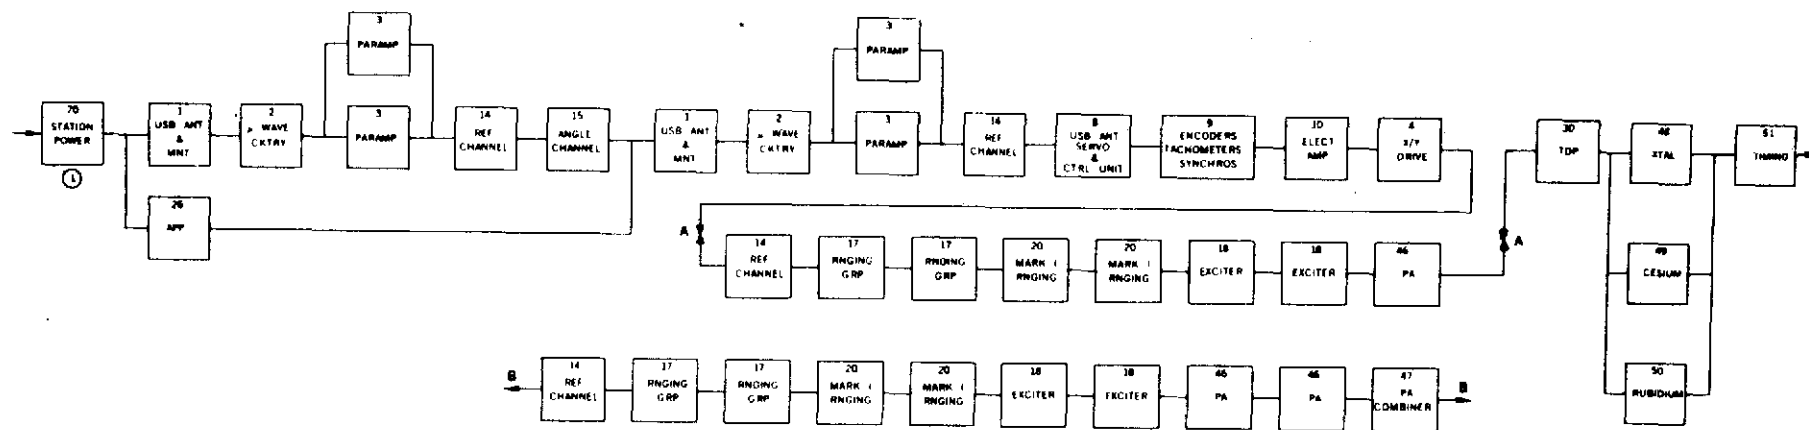 3
PARAMP
3
PARAMP
70
STATION
POWER
1
1
USB ANT
&
MNT
2
μ WAVE
CKTRY
3
PARAMP
14
REF
CHANNEL
15
ANGLE
CHANNEL
1
USB ANT
&
MNT
2
μ WAVE
CKTRY
3
PARAMP
14
REF
CHANNEL
8
USB ANT
SERVO
&
CTRL UNIT
9
ENCODERS
TACHOMETERS
SYNCHROS
10
ELECT
AMP
4
X/Y
DRIVE
30
TDP
48
XTAL
51
TIMING
26
APP
A
14
REF
CHANNEL
17
RNGING
GRP
17
RNGING
GRP
20
MARK I
RNGING
20
MARK I
RNGING
18
EXCITER
18
EXCITER
46
PA
A
49
CESIUM
B
14
REF
CHANNEL
17
RNGING
GRP
17
RNGING
GRP
20
MARK I
RNGING
20
MARK I
RNGING
18
EXCITER
18
EXCITER
46
PA
46
PA
47
PA
COMBINER
B
50
RUBIDIUM